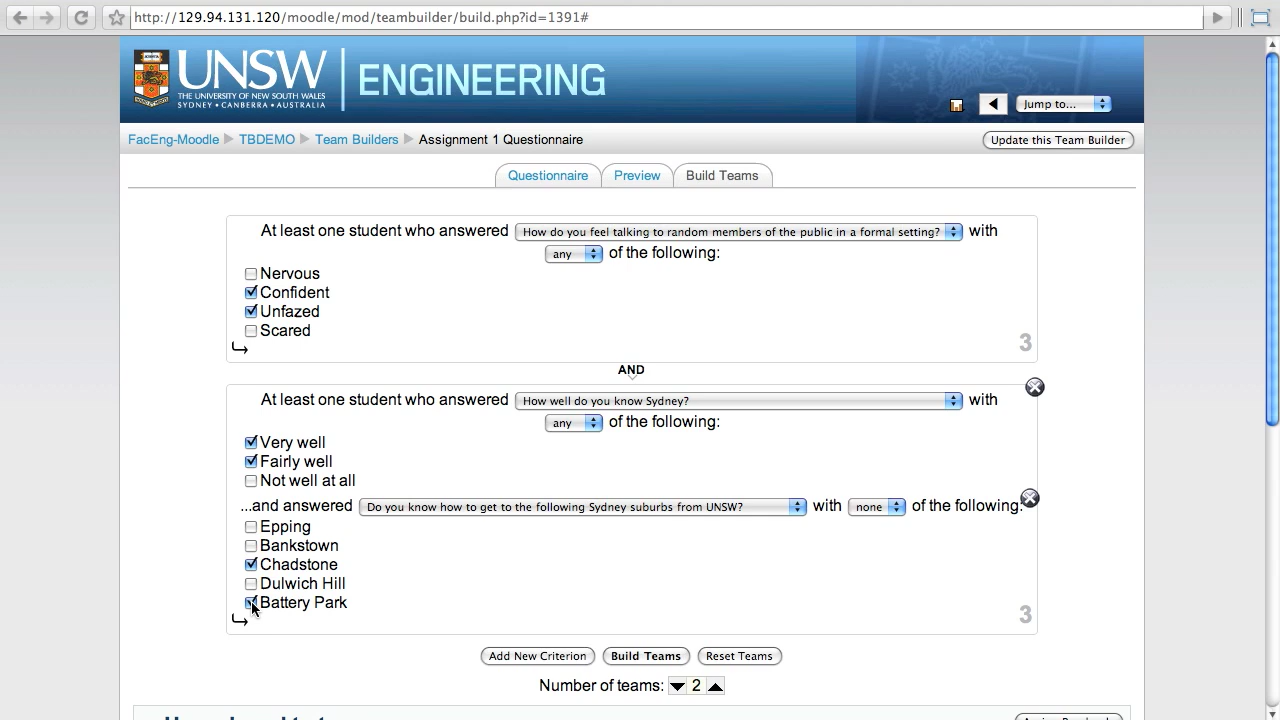 http://129.94.131.120/moodle/mod/teambuilder/build.php?id=1391#
UNSW ENGINEERING
THE UNIVERSITY OF NEW SOUTH WALES
SYDNEY • CANBERRA • AUSTRALIA
Jump to...
FacEng-Moodle TBDEMO Team Builders Assignment 1 Questionnaire Update this Team Builder
Questionnaire Preview Build Teams
At least one student who answered How do you feel talking to random members of the public in a formal setting? with
any of the following:
Nervous
Confident
Unfazed
Scared
3
AND
At least one student who answered How well do you know Sydney? with
any of the following:
Very well
Fairly well
Not well at all
...and answered Do you know how to get to the following Sydney suburbs from UNSW? with none of the following:
Epping
Bankstown
Chadstone
Dulwich Hill
Battery Park
3
Add New Criterion Build Teams Reset Teams
Number of teams: 2